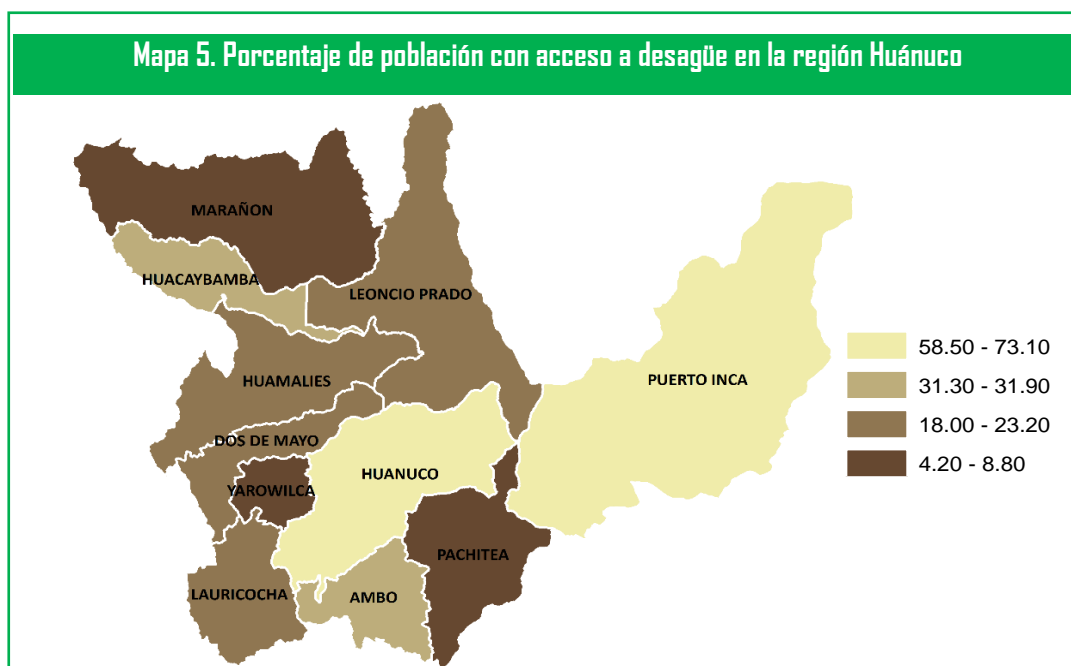 Mapa 5. Porcentaje de población con acceso a desagüe en la región Huánuco
MARAÑON
HUACAYBAMBA
LEONCIO PRADO
HUAMALIES
PUERTO INCA
DOS DE MAYO
HUANUCO
YAROWILCA
PACHITEA
LAURICOCHA
AMBO
58.50 - 73.10
31.30 - 31.90
18.00 - 23.20
4.20 - 8.80